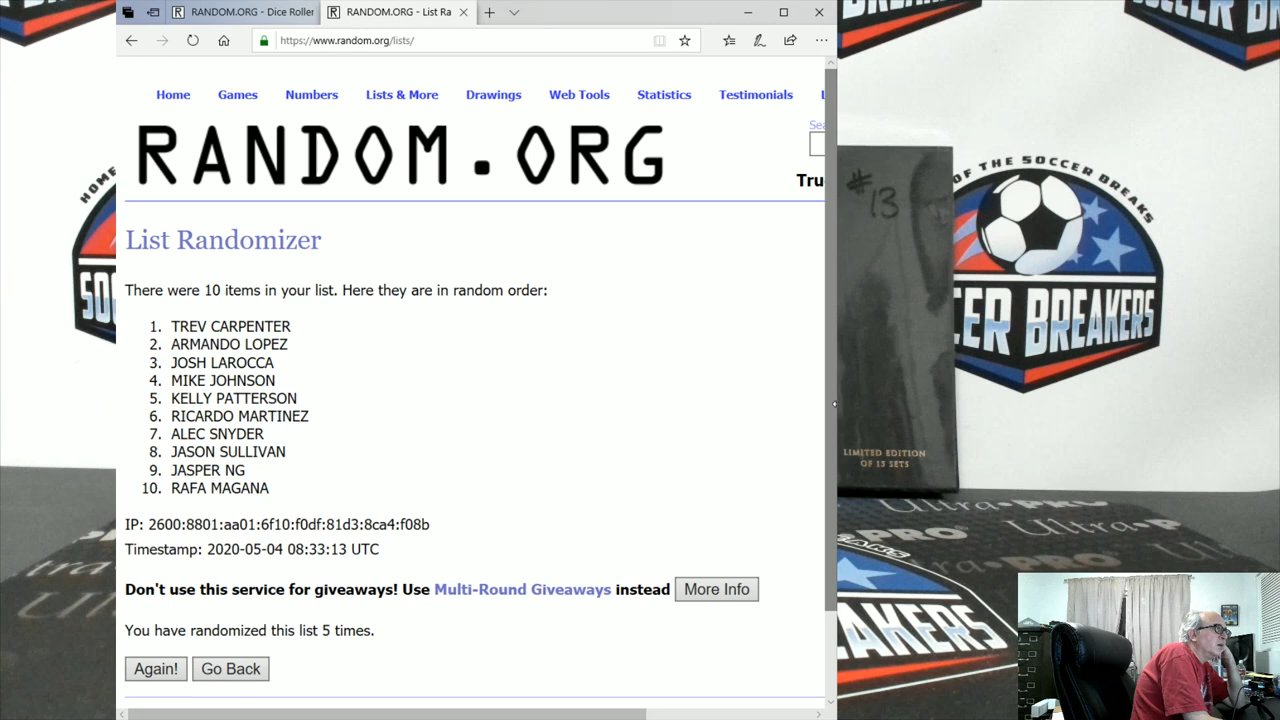 RANDOM.ORG - Dice Roller
RANDOM.ORG - List Ra
https://www.random.org/lists/
Home Games Numbers Lists & More Drawings Web Tools Statistics Testimonials
Sea
RANDOM.ORG
Tru
List Randomizer
There were 10 items in your list. Here they are in random order:
1. TREV CARPENTER
2. ARMANDO LOPEZ
3. JOSH LAROCCA
4. MIKE JOHNSON
5. KELLY PATTERSON
6. RICARDO MARTINEZ
7. ALEC SNYDER
8. JASON SULLIVAN
9. JASPER NG
10. RAFA MAGANA
IP: 2600:8801:aa01:6f10:f0df:81d3:8ca4:f08b
Timestamp: 2020-05-04 08:33:13 UTC
Don't use this service for giveaways! Use Multi-Round Giveaways instead More Info
You have randomized this list 5 times.
Again! Go Back
HOME
SOC
#13
LIMITED EDITION
OF 15 SETS
OF THE SOCCER BREAKS
CER BREAKERS
Ultra-PRO
PRO
Ultra-P
PRO
EAKERS